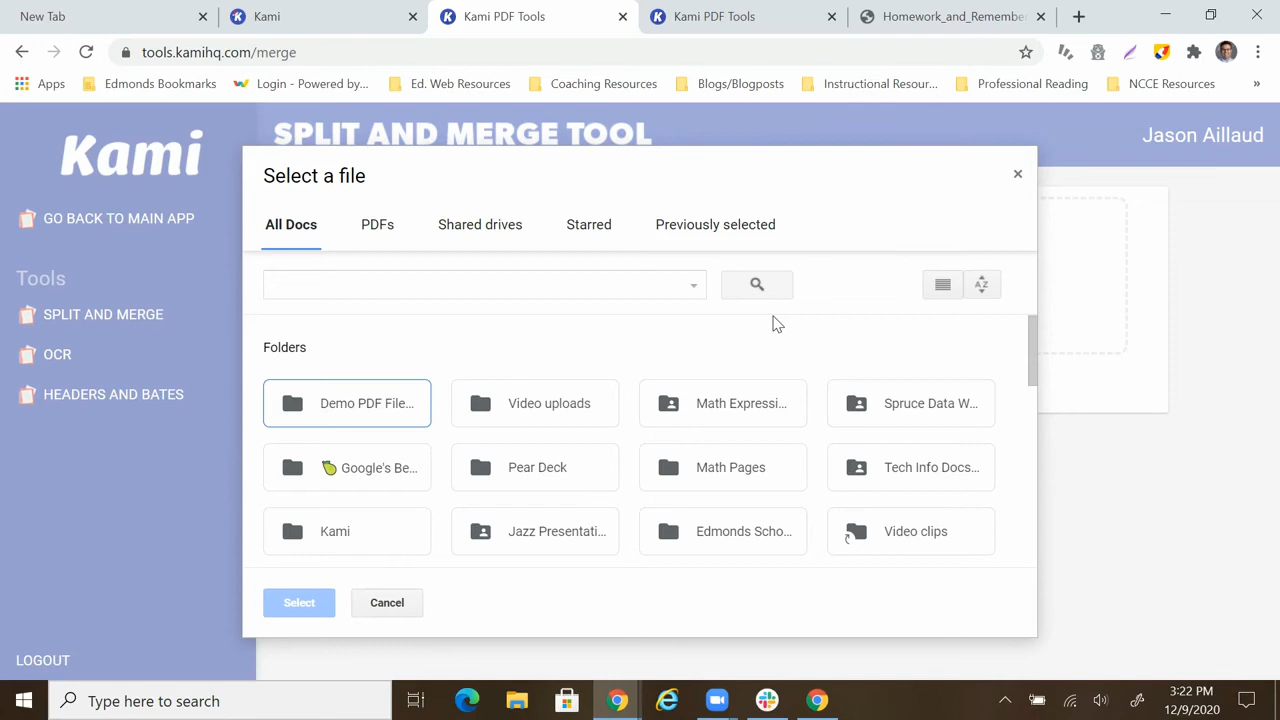 New Tab
Kami
Kami PDF Tools
Kami PDF Tools
Homework_and_Remembe
tools.kamihq.com/merge
Apps
Edmonds Bookmarks
Login - Powered by...
Ed. Web Resources
Coaching Resources
Blogs/Blogposts
Instructional Resour...
Professional Reading
NCCE Resources
»
Kami
SPLIT AND MERGE TOOL
Jason Aillaud
GO BACK TO MAIN APP
Tools
SPLIT AND MERGE
OCR
HEADERS AND BATES
LOGOUT
Select a file
All Docs
PDFs
Shared drives
Starred
Previously selected
AZ
Folders
Demo PDF File...
Video uploads
Math Expressi...
Spruce Data W...
Google's Be...
Pear Deck
Math Pages
Tech Info Docs...
Kami
Jazz Presentati...
Edmonds Scho...
Video clips
Select
Cancel
Type here to search
3:22 PM
12/9/2020